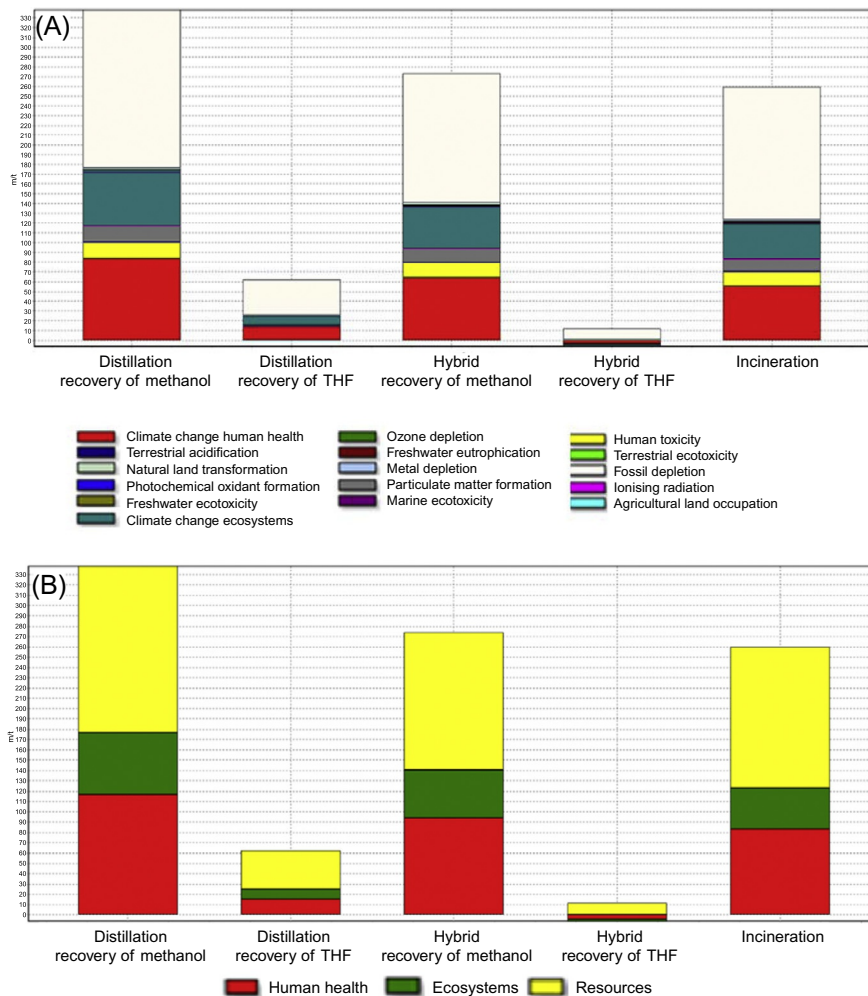 (A)
330
320
310
300
290
280
270
260
250
240
230
220
210
200
190
180
170
160
150
140
130
120
110
100
90
80
70
60
50
40
30
20
10
0
m/t
Distillation
recovery of methanol
Distillation
recovery of THF
Hybrid
recovery of methanol
Hybrid
recovery of THF
Incineration
Climate change human health
Terrestrial acidification
Natural land transformation
Photochemical oxidant formation
Freshwater ecotoxicity
Climate change ecosystems
Ozone depletion
Freshwater eutrophication
Metal depletion
Particulate matter formation
Marine ecotoxicity
Human toxicity
Terrestrial ecotoxicity
Fossil depletion
Ionising radiation
Agricultural land occupation
(B)
330
320
310
300
290
280
270
260
250
240
230
220
210
200
190
180
170
160
150
140
130
120
110
100
90
80
70
60
50
40
30
20
10
0
m/t
Distillation
recovery of methanol
Distillation
recovery of THF
Hybrid
recovery of methanol
Hybrid
recovery of THF
Incineration
Human health
Ecosystems
Resources